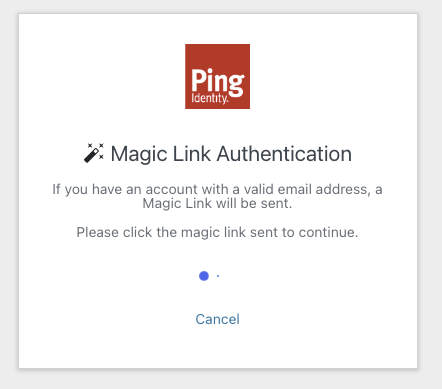 Ping
Identity.
Magic Link Authentication
If you have an account with a valid email address, a
Magic Link will be sent.
Please click the magic link sent to continue.
Cancel